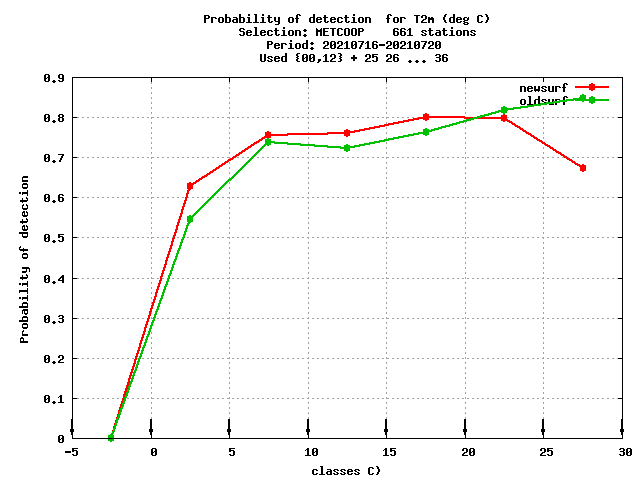 Probability of detection  for T2m (deg C)
Selection: METCOOP    661 stations
Period: 20210716-20210720
Used {00,12} + 25 26 ... 36
newsurf
oldsurf
0.9
0.8
0.7
0.6
0.5
0.4
0.3
0.2
0.1
0
Probability of detection
-5 0 5 10 15 20 25 30
classes C)